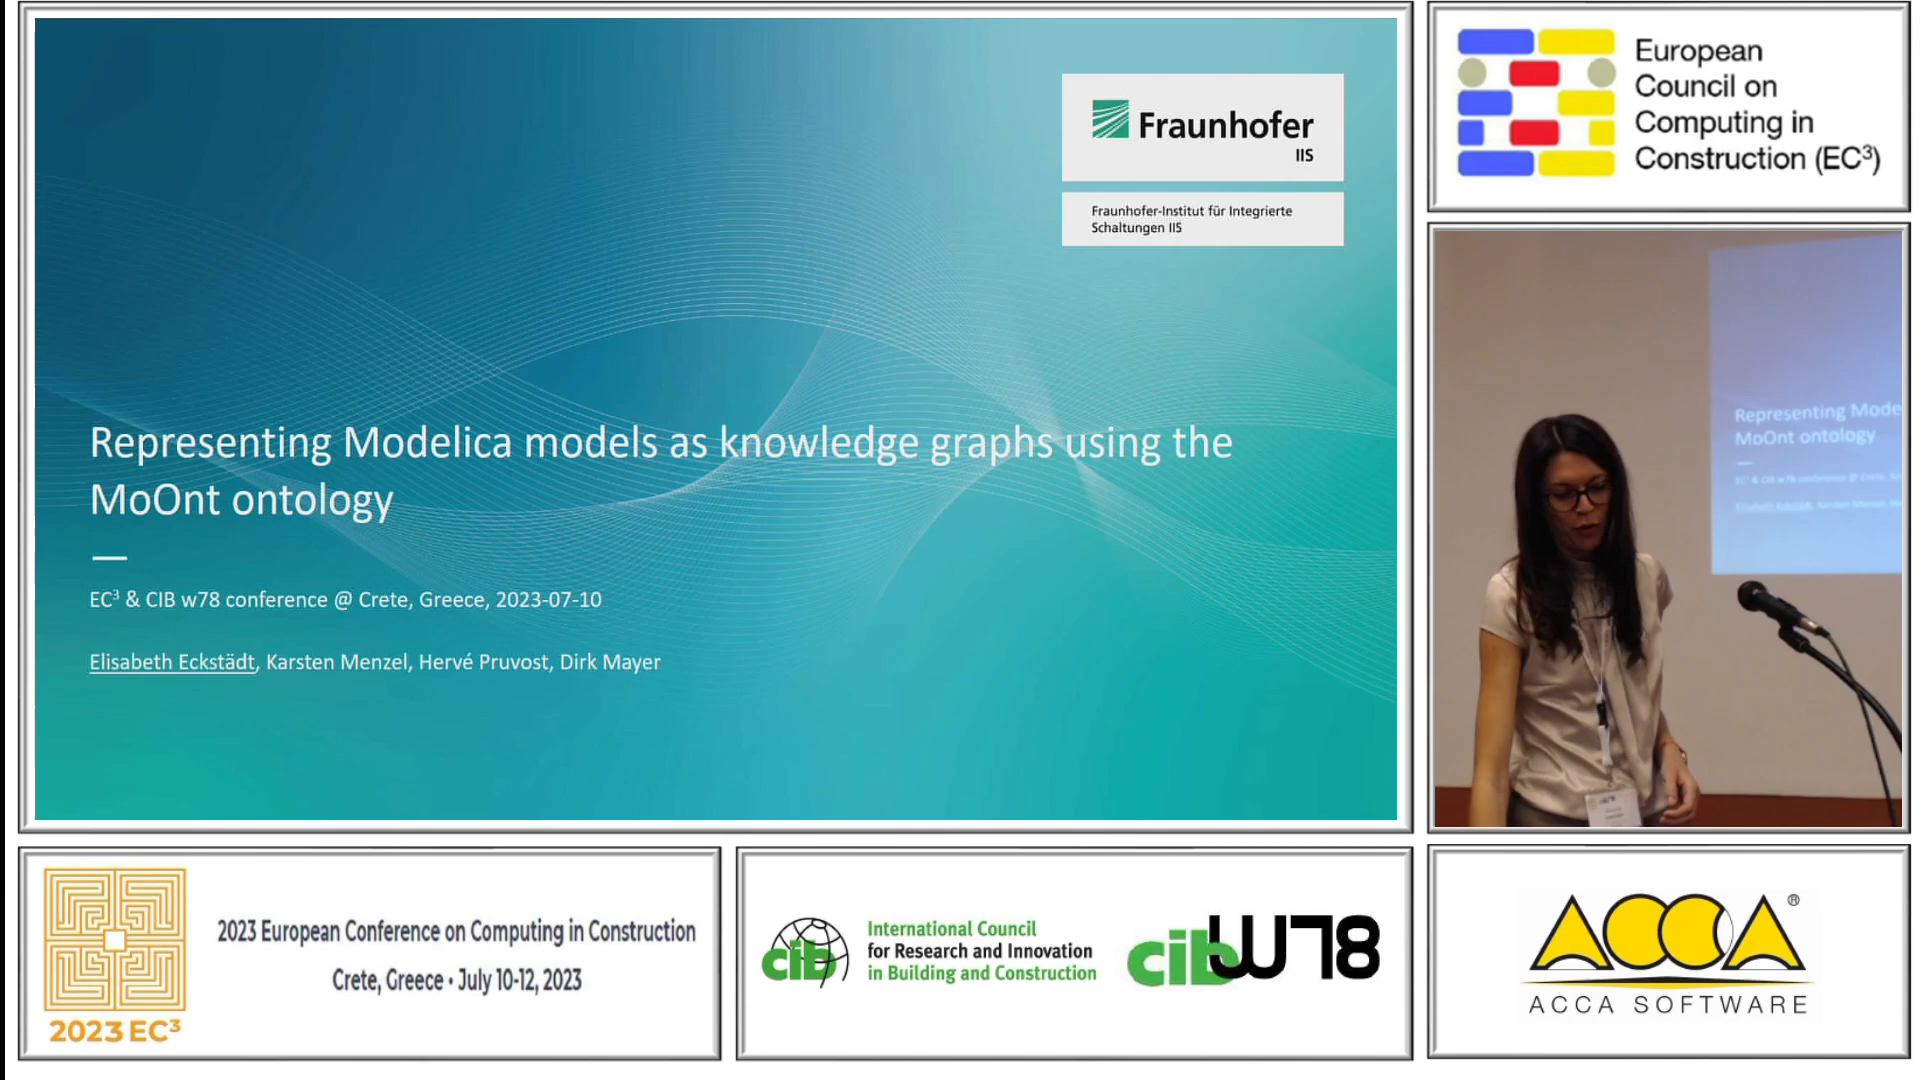 Fraunhofer
IIS
Fraunhofer-Institut für Integrierte
Schaltungen IIS
Representing Modelica models as knowledge graphs using the
MoOnt ontology
EC³ & CIB w78 conference @ Crete, Greece, 2023-07-10
Elisabeth Eckstädt, Karsten Menzel, Hervé Pruvost, Dirk Mayer
European
Council on
Computing in
Construction (EC³)
Representing Mode
MoOnt ontology
2023 EC³
2023 European Conference on Computing in Construction
Crete, Greece • July 10-12, 2023
cib
International Council
for Research and Innovation
in Building and Construction
cibW78
ACCA®
ACCA SOFTWARE